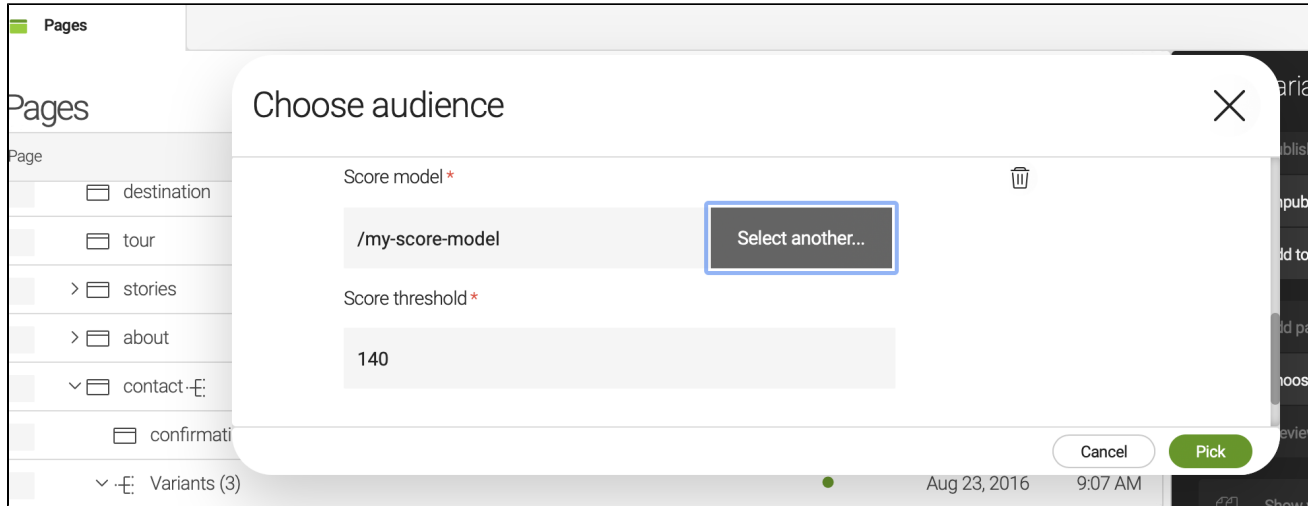 Pages
Pages
Choose audience
Page
Score model *
destination
/my-score-model
Select another...
tour
stories
Score threshold *
about
140
contact
Cancel
Pick
Variants (3)
Aug 23, 2016
9:07 AM